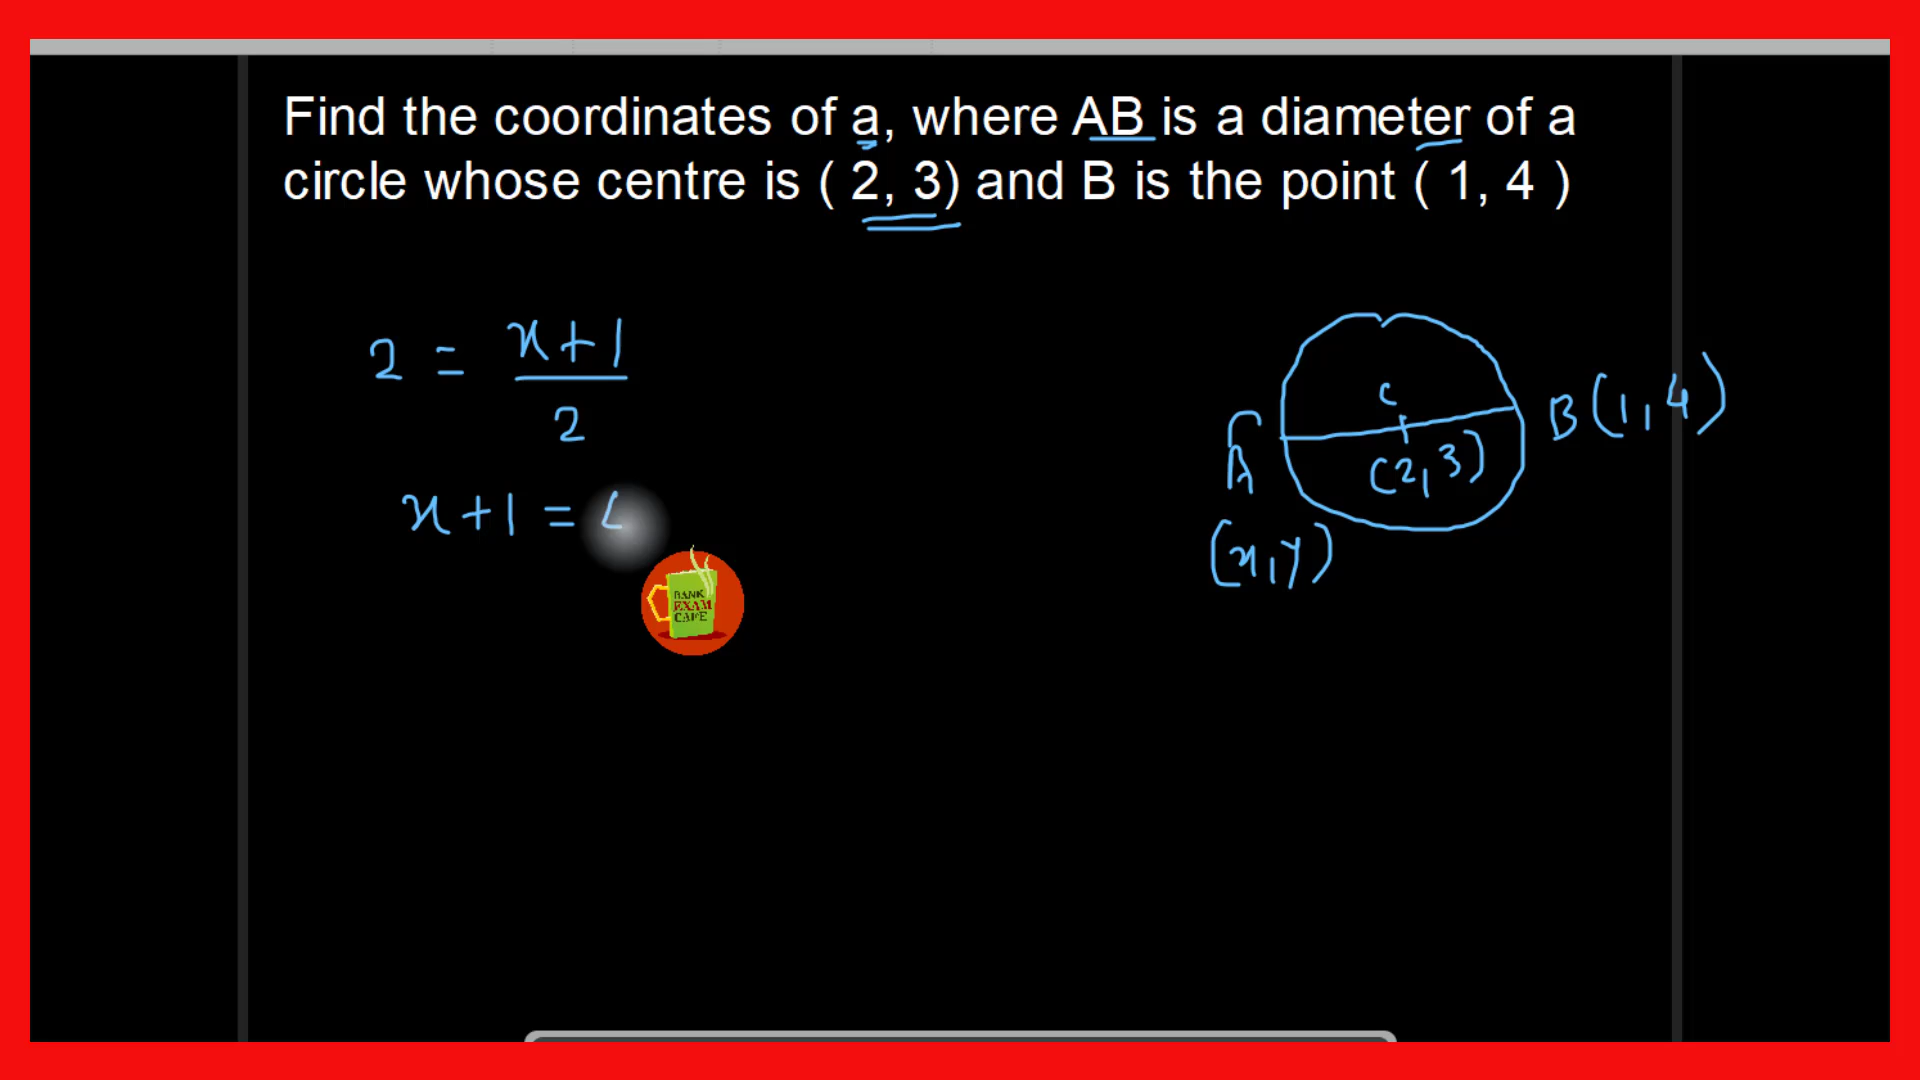 Find the coordinates of a, where AB is a diameter of a
circle whose centre is ( 2, 3) and B is the point ( 1, 4 )
2 = x+1
2
x+1 =
C
B(1,4)
A
(2,3)
(x,y)
BANK
EXAM
CAFE